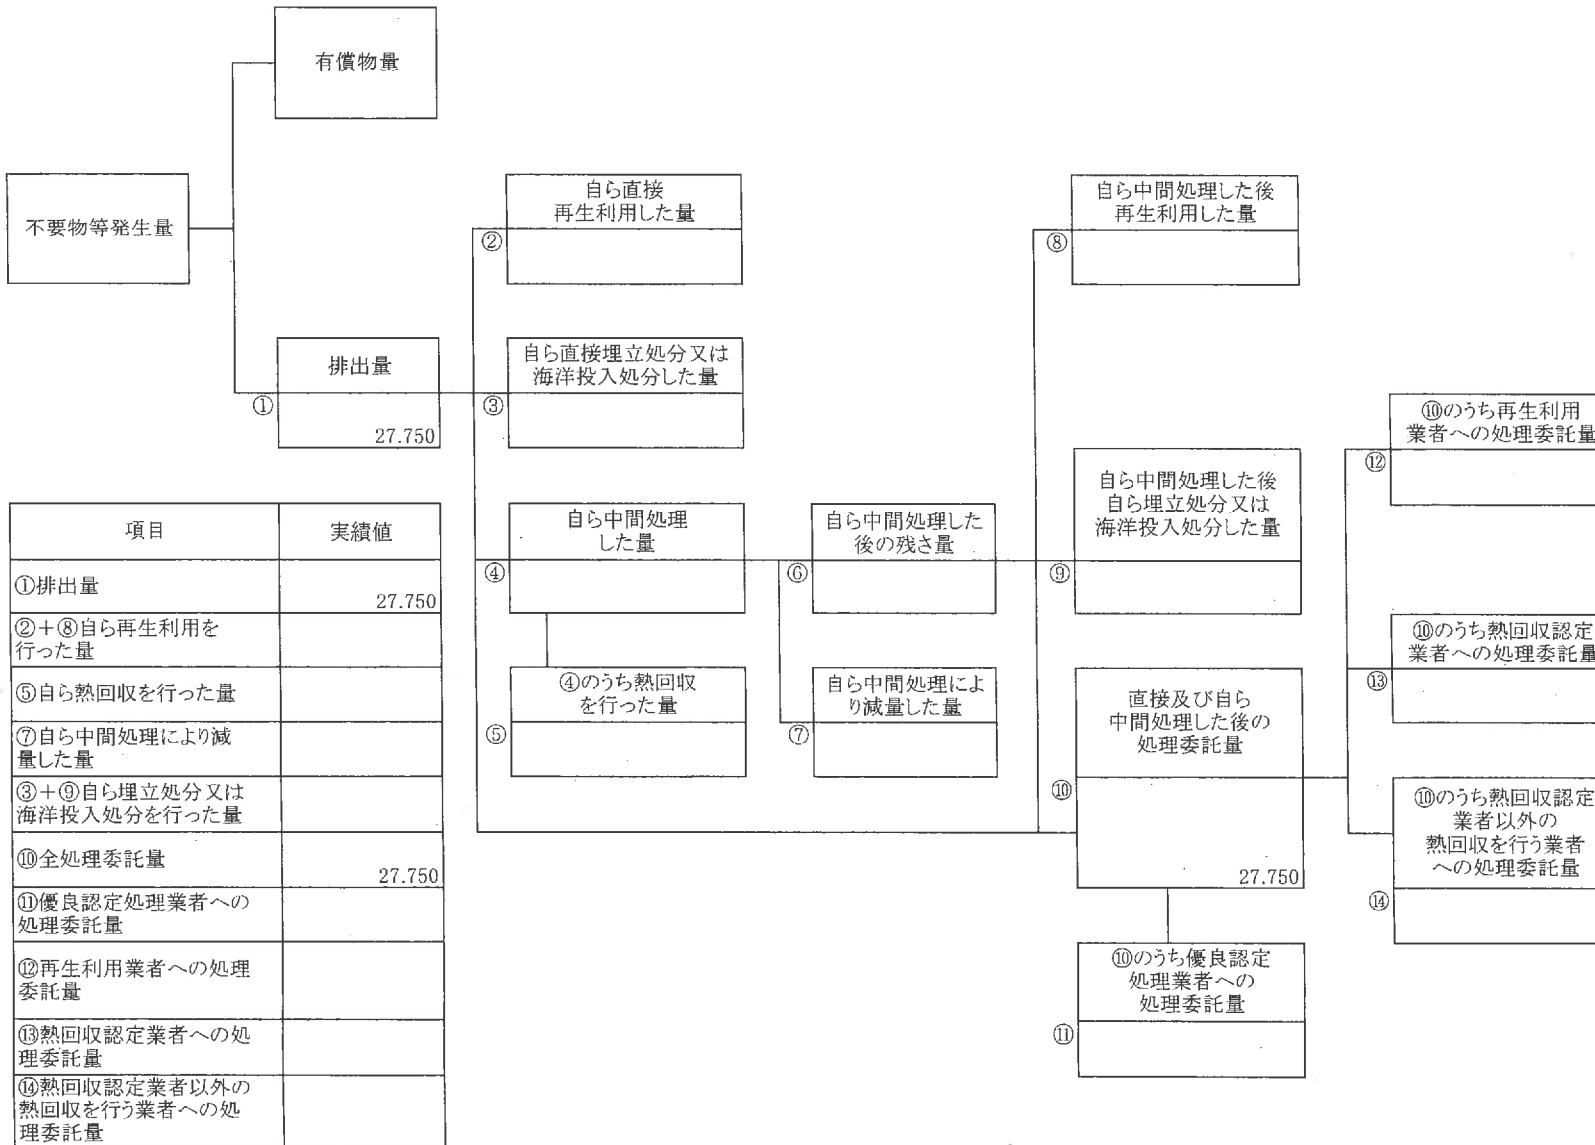 有償物量
不要物等発生量
自ら直接
再生利用した量
②
自ら中間処理した後
再生利用した量
⑧
排出量
①
27.750
自ら直接埋立処分又は
海洋投入処分した量
③
⑩のうち再生利用
業者への処理委託量
⑫
自ら中間処理した後
自ら埋立処分又は
海洋投入処分した量
⑨
自ら中間処理
した量
④
自ら中間処理した
後の残さ量
⑥
④のうち熱回収
を行った量
⑤
自ら中間処理によ
り減量した量
⑦
⑩のうち熱回収認定
業者への処理委託量
⑬
直接及び自ら
中間処理した後の
処理委託量
⑩
27.750
⑩のうち熱回収認定
業者以外の
熱回収を行う業者
への処理委託量
⑭
⑩のうち優良認定
処理業者への
処理委託量
⑪
項目 実績値
①排出量
27.750
②+⑧自ら再生利用を
行った量
⑤自ら熱回収を行った量
⑦自ら中間処理により減
量した量
③+⑨自ら埋立処分又は
海洋投入処分を行った量
⑩全処理委託量
27.750
⑪優良認定処理業者への
処理委託量
⑫再生利用業者への処理
委託量
⑬熱回収認定業者への処
理委託量
⑭熱回収認定業者以外の
熱回収を行う業者への処
理委託量